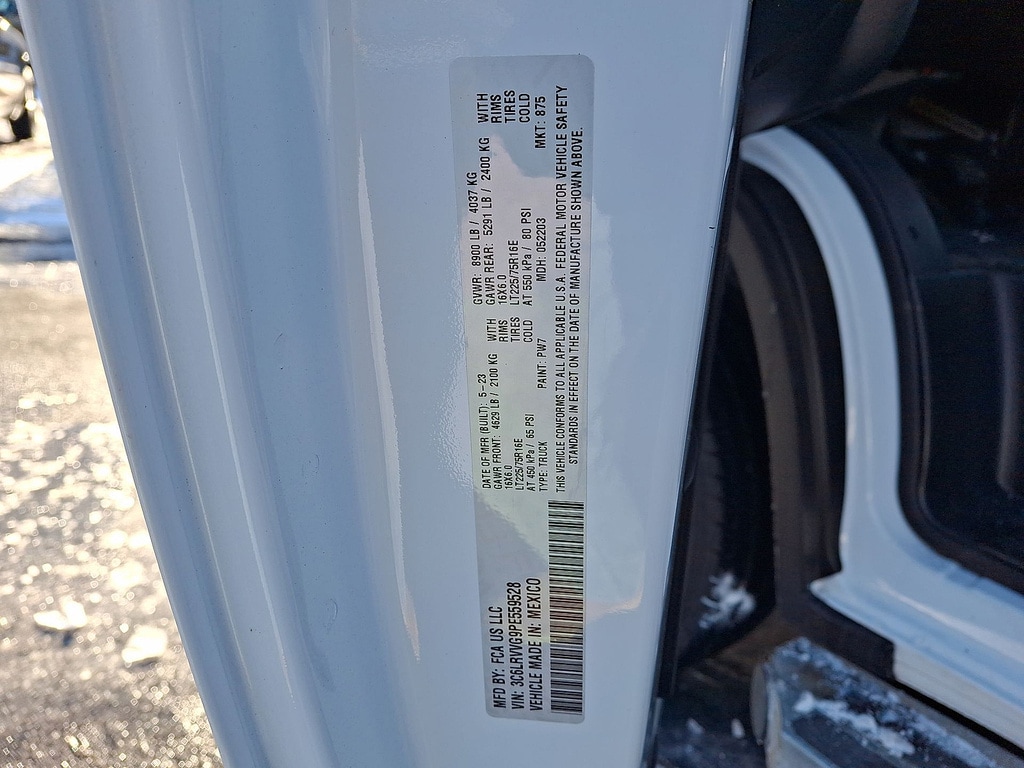 MFD BY: FCA US LLC
VIN: 3C6LRVVG9PE559528
VEHICLE MADE IN: MEXICO
DATE OF MFR (BUILT): 5-23
GAWR FRONT: 4629 LB / 2100 KG WITH
16X6.0 RIMS
LT225/75R16E TIRES
AT 450 kPa / 65 PSI COLD
TYPE: TRUCK PAINT: PW7
GVWR: 8900 LB / 4037 KG
GAWR REAR: 5291 LB / 2400 KG WITH
16X6.0 RIMS
LT225/75R16E TIRES
AT 550 kPa / 80 PSI COLD
MDH: 052203 MKT: 875
THIS VEHICLE CONFORMS TO ALL APPLICABLE U.S.A. FEDERAL MOTOR VEHICLE SAFETY
STANDARDS IN EFFECT ON THE DATE OF MANUFACTURE SHOWN ABOVE.